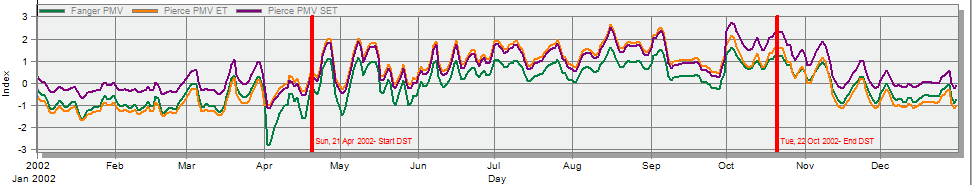 Fanger PMV Pierce PMV ET Pierce PMV SET
3
2
1
0
-1
-2
-3
Index
Sun, 21 Apr 2002- Start DST
Tue, 22 Oct 2002- End DST
2002 Feb Mar Apr May Jun Jul Aug Sep Oct Nov Dec
Jan 2002
Day